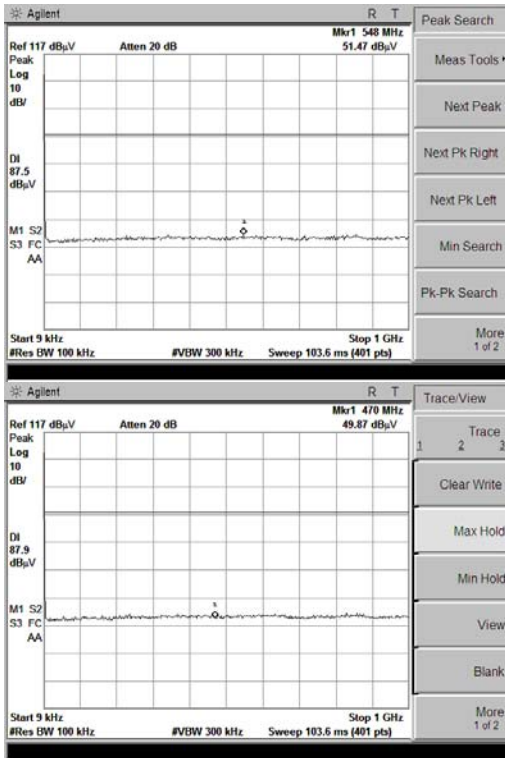 Agilent R T
Mkr1 548 MHz
Ref 117 dBµV Atten 20 dB 51.47 dBµV
Peak
Log
10
dB/
DI
87.5
dBµV
M1 S2
S3 FC
AA
1
Start 9 kHz Stop 1 GHz
#Res BW 100 kHz #VBW 300 kHz Sweep 103.6 ms (401 pts)
Peak Search
Meas Tools
Next Peak
Next Pk Right
Next Pk Left
Min Search
Pk-Pk Search
More
1 of 2
Agilent R T
Mkr1 470 MHz
Ref 117 dBµV Atten 20 dB 49.87 dBµV
Peak
Log
10
dB/
DI
87.9
dBµV
M1 S2
S3 FC
AA
1
Start 9 kHz Stop 1 GHz
#Res BW 100 kHz #VBW 300 kHz Sweep 103.6 ms (401 pts)
Trace/View
Trace
1 2 3
Clear Write
Max Hold
Min Hold
View
Blank
More
1 of 2